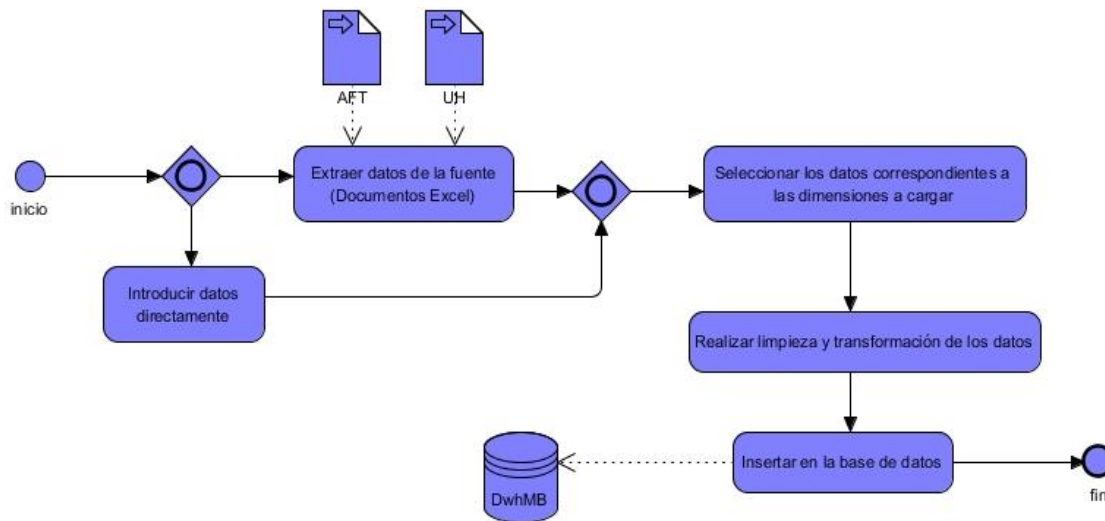 AFT
UH
Extraer datos de la fuente
(Documentos Excel)
Seleccionar los datos correspondientes a
las dimensiones a cargar
inicio
Introducir datos
directamente
Realizar limpieza y transformación de los datos
Insertar en la base de datos
DwhMB
fin